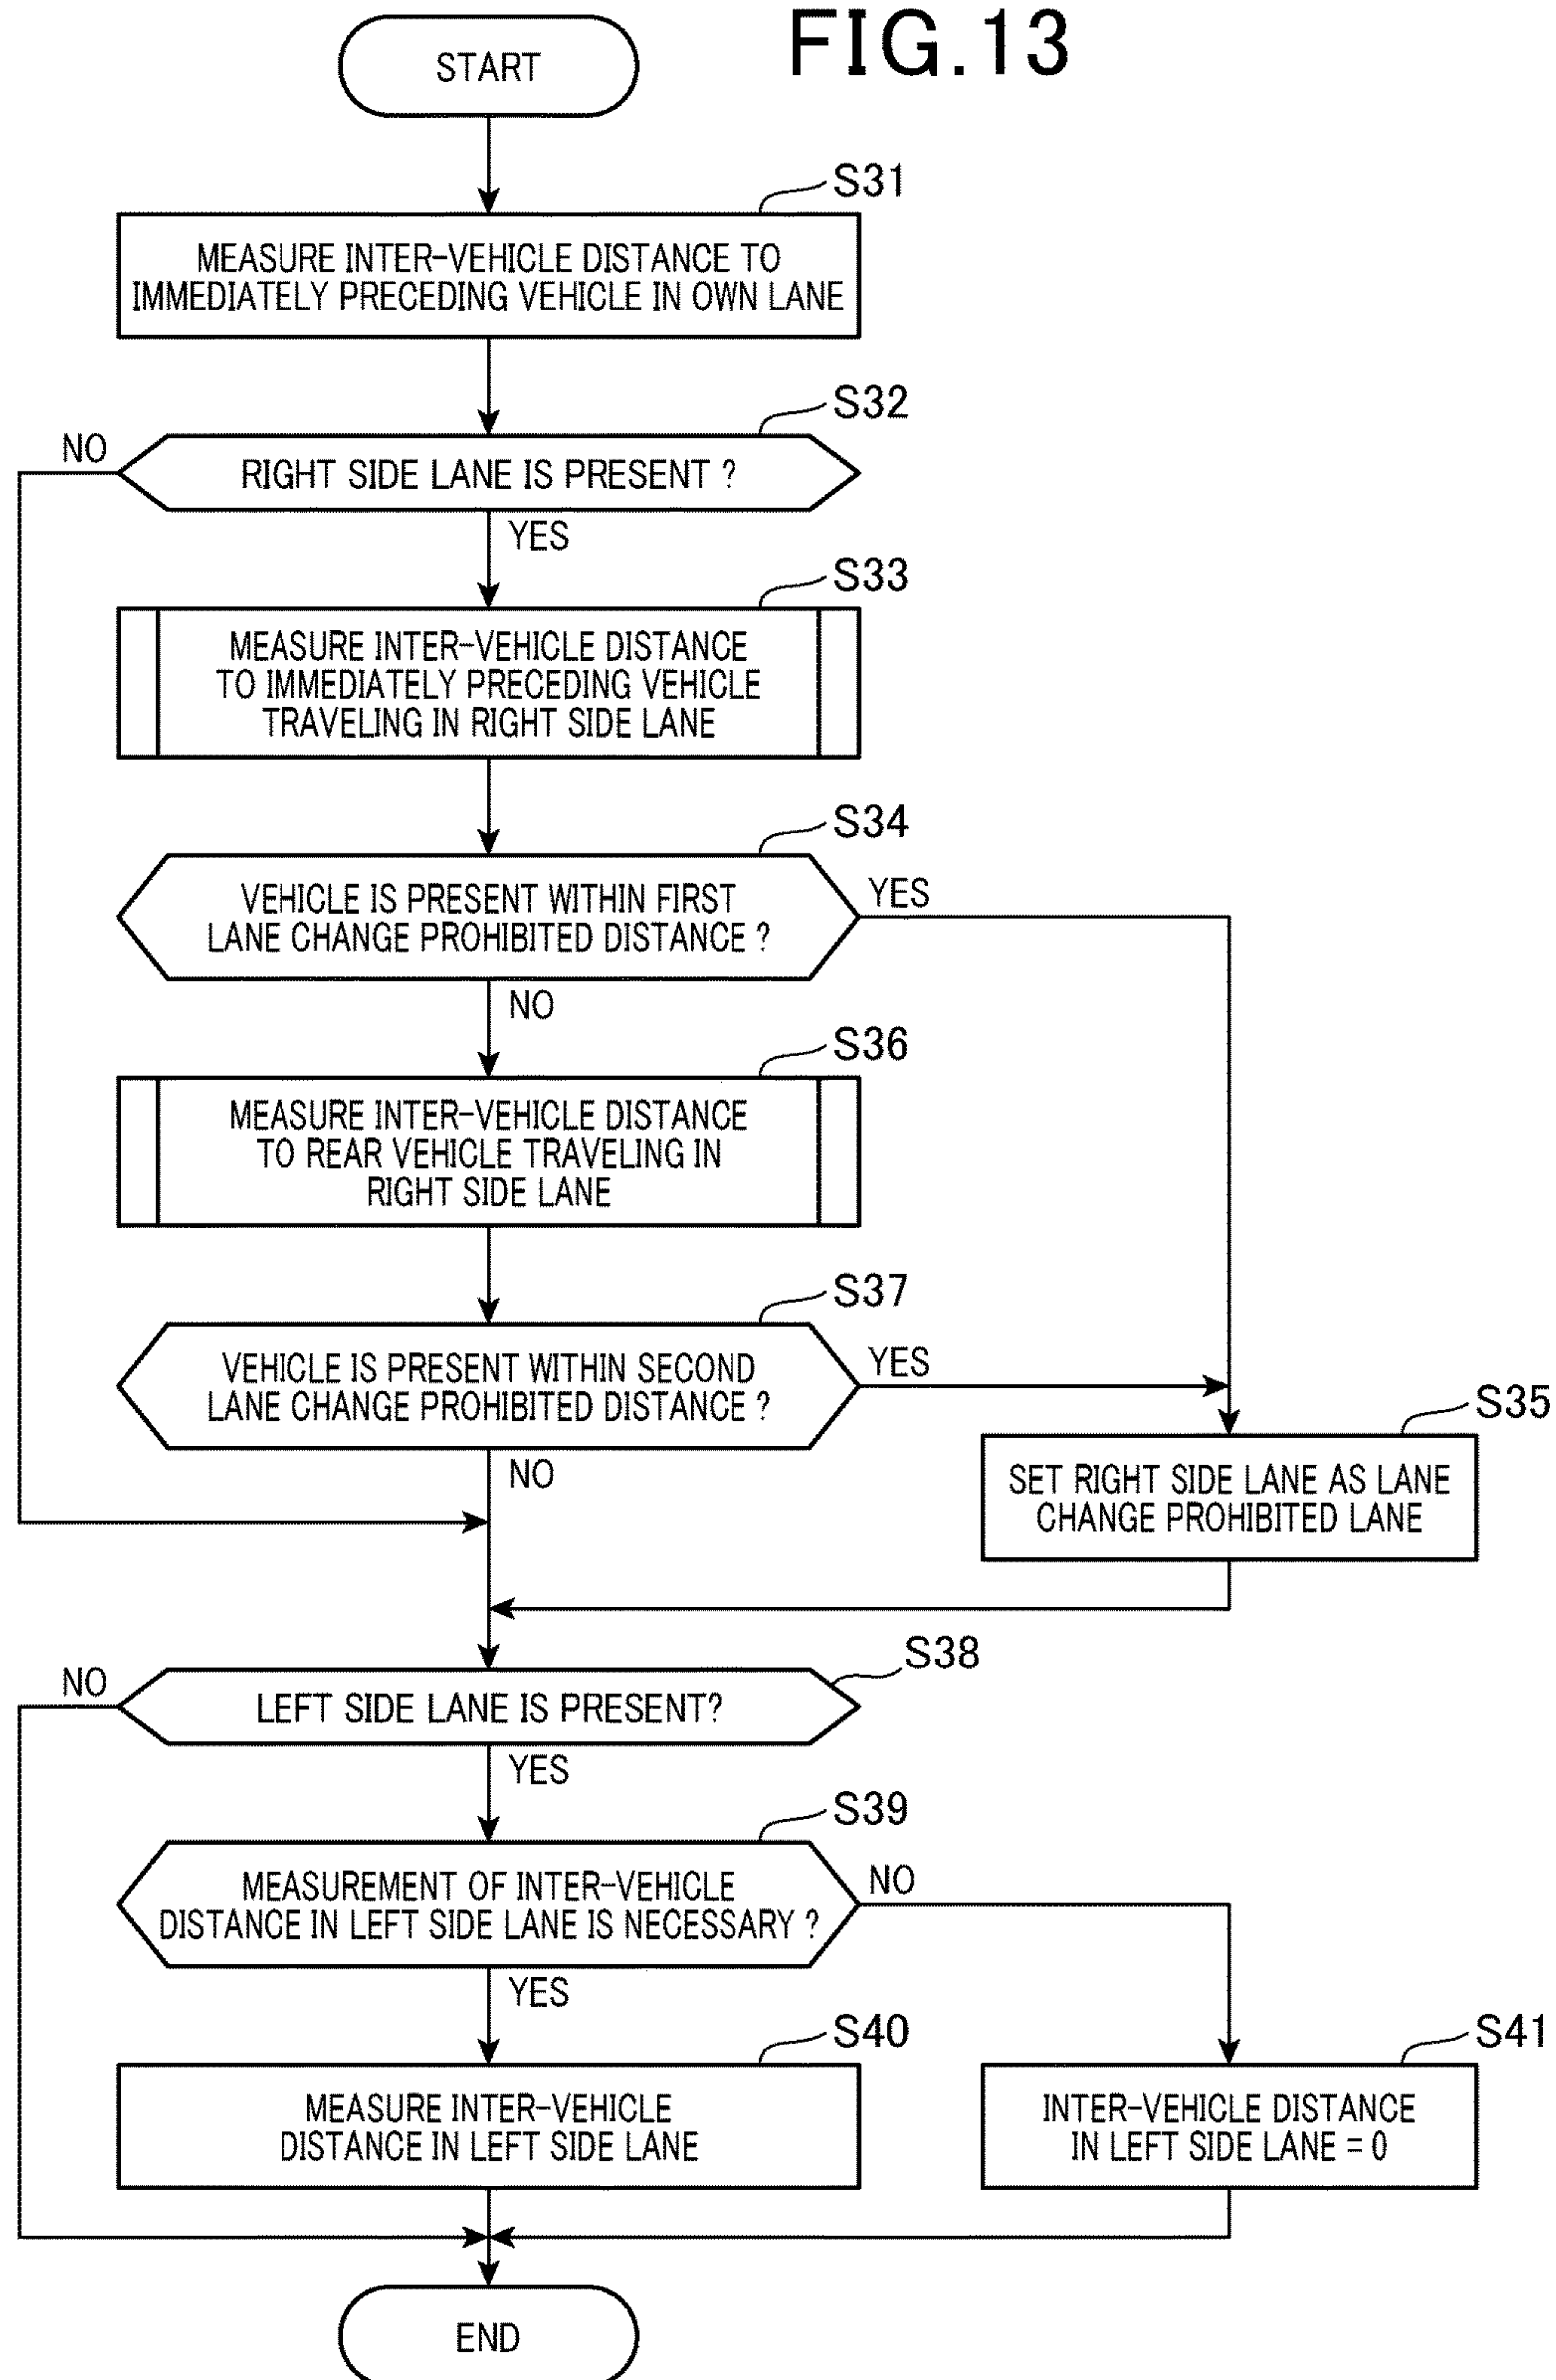 FIG.13
START
S31
MEASURE INTER-VEHICLE DISTANCE TO
IMMEDIATELY PRECEDING VEHICLE IN OWN LANE
S32
NO
RIGHT SIDE LANE IS PRESENT ?
YES
S33
MEASURE INTER-VEHICLE DISTANCE
TO IMMEDIATELY PRECEDING VEHICLE
TRAVELING IN RIGHT SIDE LANE
S34
VEHICLE IS PRESENT WITHIN FIRST
LANE CHANGE PROHIBITED DISTANCE ?
YES
NO
S36
MEASURE INTER-VEHICLE DISTANCE
TO REAR VEHICLE TRAVELING IN
RIGHT SIDE LANE
S37
VEHICLE IS PRESENT WITHIN SECOND
LANE CHANGE PROHIBITED DISTANCE ?
YES
NO
S35
SET RIGHT SIDE LANE AS LANE
CHANGE PROHIBITED LANE
S38
NO
LEFT SIDE LANE IS PRESENT?
YES
S39
MEASUREMENT OF INTER-VEHICLE
DISTANCE IN LEFT SIDE LANE IS NECESSARY ?
NO
YES
S40
MEASURE INTER-VEHICLE
DISTANCE IN LEFT SIDE LANE
S41
INTER-VEHICLE DISTANCE
IN LEFT SIDE LANE = 0
END